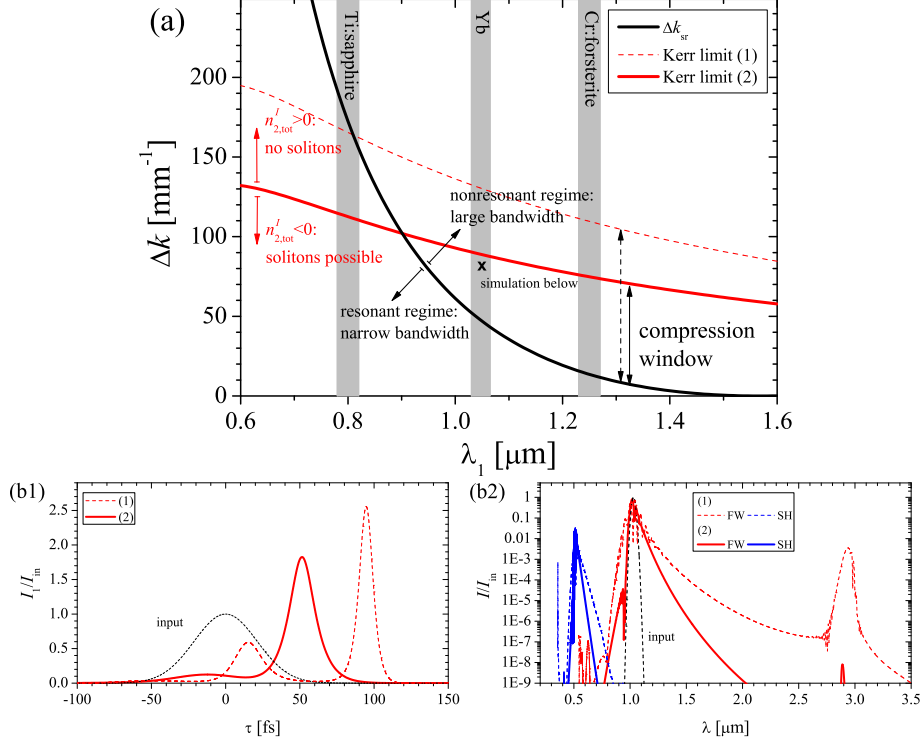 (a)
Ti:sapphire
Yb
Cr:forsterite
Δk_sr
Kerr limit (1)
Kerr limit (2)
Δk [mm⁻¹]
200
150
100
50
0
n^I_2,tot>0:
no solitons
n^I_2,tot<0:
solitons possible
nonresonant regime:
large bandwidth
x
simulation below
resonant regime:
narrow bandwidth
compression
window
0.6 0.8 1.0 1.2 1.4 1.6
λ₁ [μm]
(b1)
(1)
(2)
I₁/I_in
2.5
2.0
1.5
1.0
0.5
0.0
input
-100 -50 0 50 100 150
τ [fs]
(b2)
(1)
FW SH
(2)
FW SH
I/I_in
1
0.1
0.01
1E-3
1E-4
1E-5
1E-6
1E-7
1E-8
1E-9
input
0.5 1.0 1.5 2.0 2.5 3.0 3.5
λ [μm]